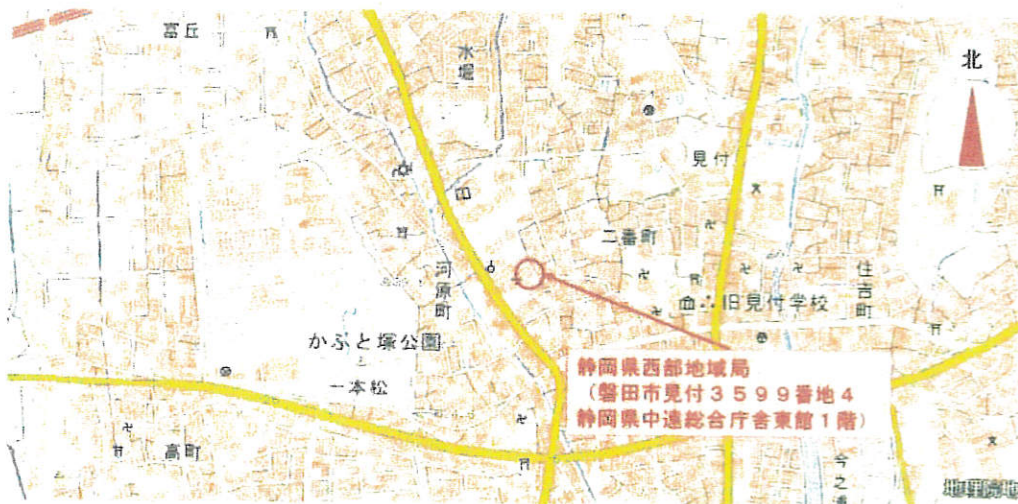 富丘
水堀
北
見付
二番町
河原町
住吉町
旧見付学校
かぶと塚公園
一本松
静岡県西部地域局
（磐田市見付３５９９番地４
静岡県中遠総合庁舎東館１階）
高町